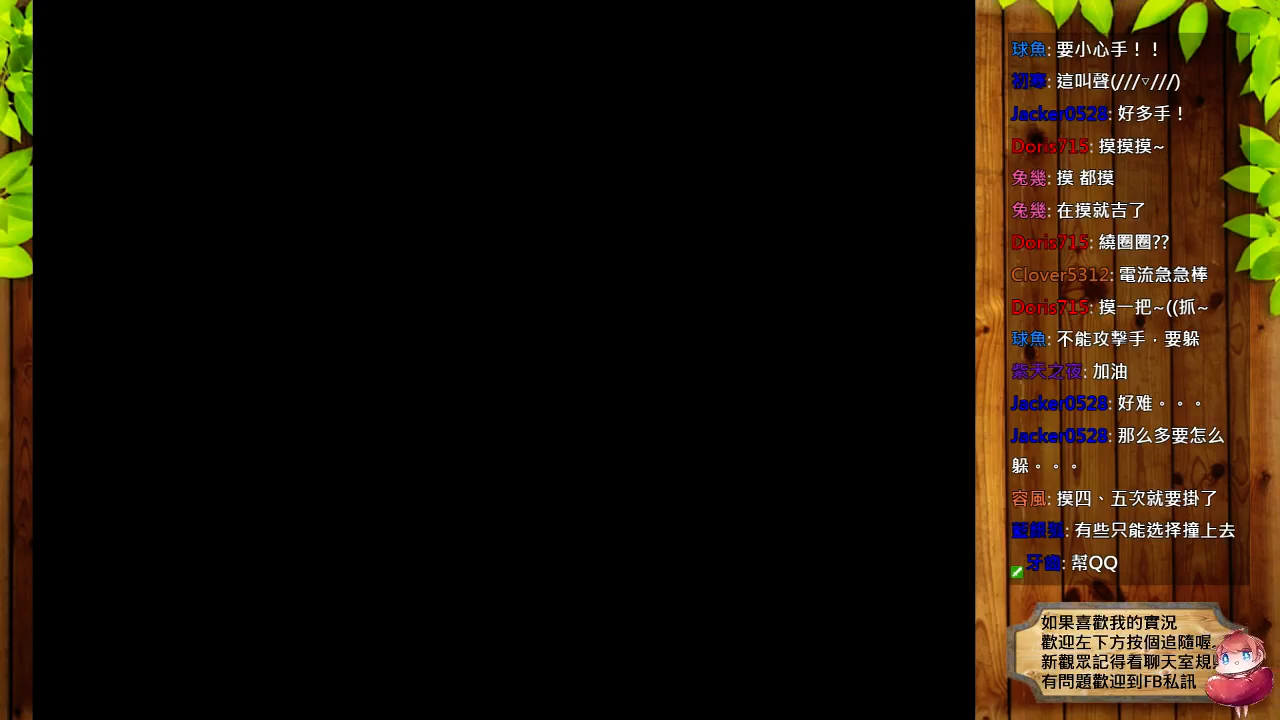 球魚: 要小心手！！
初寒: 這叫聲(///▿///)
Jacker0528: 好多手！
Doris715: 摸摸摸~
兔幾: 摸 都摸
兔幾: 在摸就吉了
Doris715: 繞圈圈??
Clover5312: 電流急急棒
Doris715: 摸一把~((抓~
球魚: 不能攻擊手，要躲
紫天之夜: 加油
Jacker0528: 好难。。。
Jacker0528: 那么多要怎么
躲。。。
容風: 摸四、五次就要掛了
藍銀狐: 有些只能选择撞上去
牙齒: 幫QQ
如果喜歡我的實況
歡迎左下方按個追隨喔
新觀眾記得看聊天室規
有問題歡迎到FB私訊